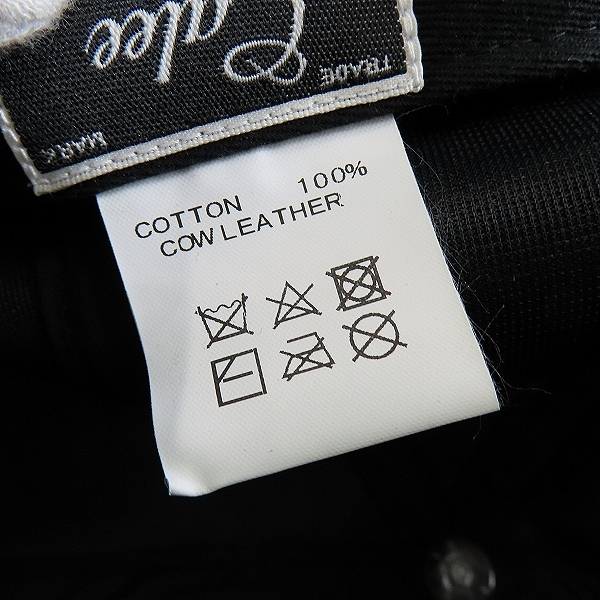 Calee
TRADE MARK
COTTON 100%
COW LEATHER